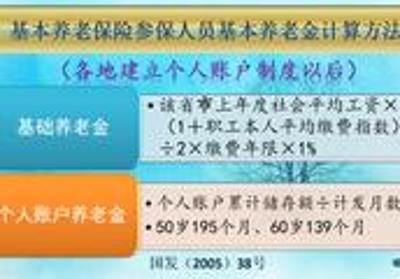 基本养老保险参保人员基本养老金计算方法
（各地建立个人账户制度以后）
基础养老金
• 该省市上年度社会平均工资×
（1＋职工本人平均缴费指数）
÷2×缴费年限×1%
个人账户养老金
• 个人账户累计储存额÷计发月数
• 50岁195个月、60岁139个月
国发（2005）38号